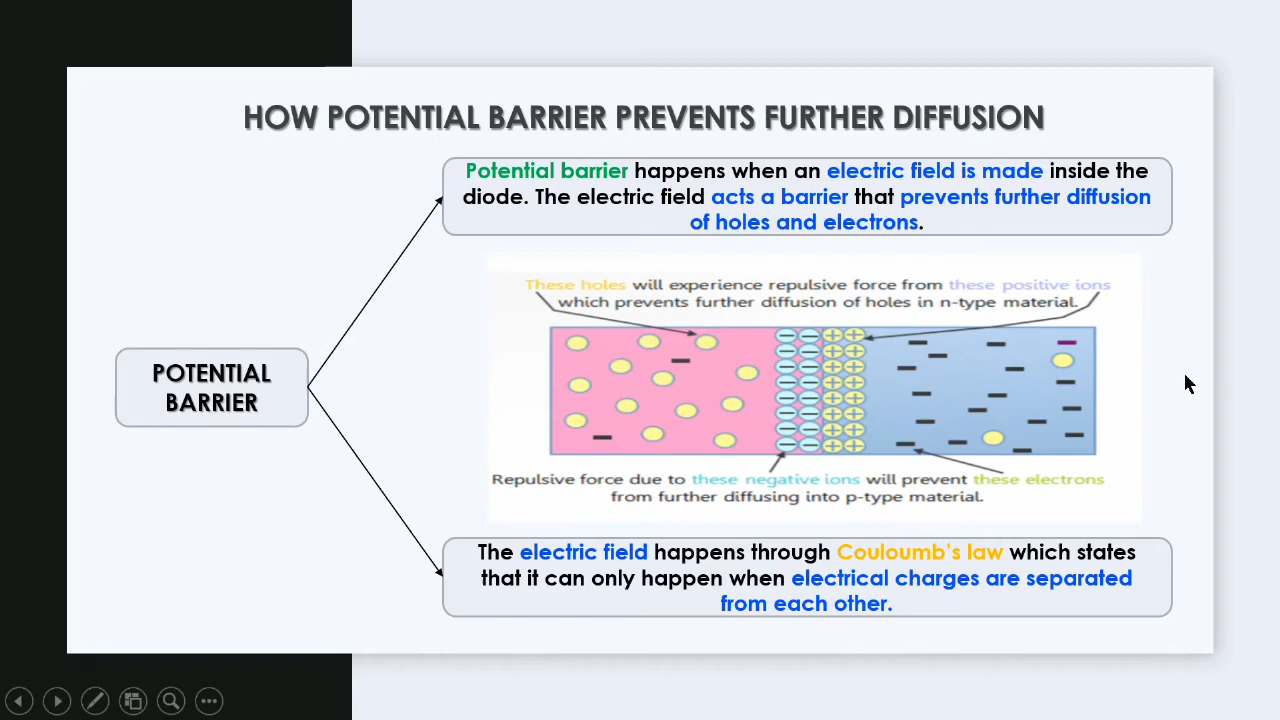 HOW POTENTIAL BARRIER PREVENTS FURTHER DIFFUSION
Potential barrier happens when an electric field is made inside the
diode. The electric field acts a barrier that prevents further diffusion
of holes and electrons.
These holes will experience repulsive force from these positive ions
which prevents further diffusion of holes in n-type material.
POTENTIAL
BARRIER
Repulsive force due to these negative ions will prevent these electrons
from further diffusing into p-type material.
The electric field happens through Couloumb's law which states
that it can only happen when electrical charges are separated
from each other.